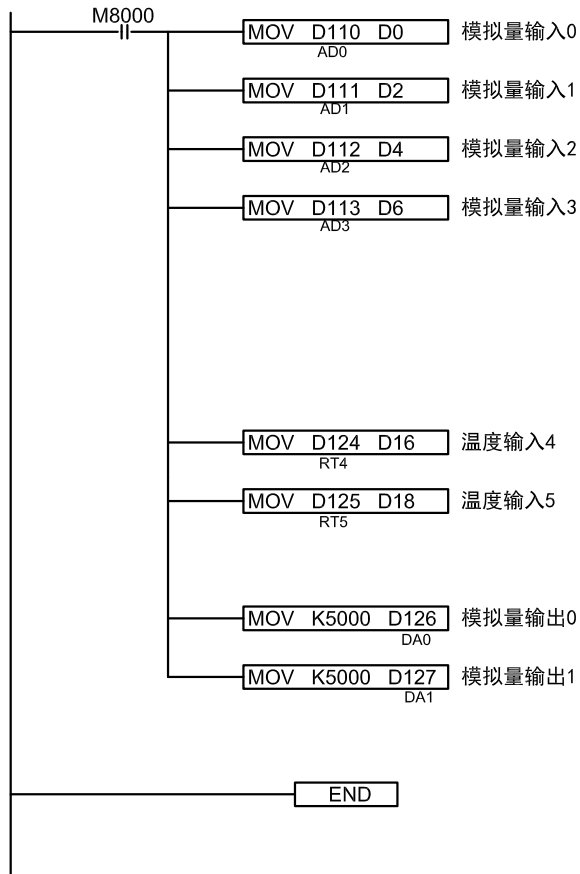 M8000
MOV D110 D0 模拟量输入0
AD0
MOV D111 D2 模拟量输入1
AD1
MOV D112 D4 模拟量输入2
AD2
MOV D113 D6 模拟量输入3
AD3
MOV D124 D16 温度输入4
RT4
MOV D125 D18 温度输入5
RT5
MOV K5000 D126 模拟量输出0
DA0
MOV K5000 D127 模拟量输出1
DA1
END